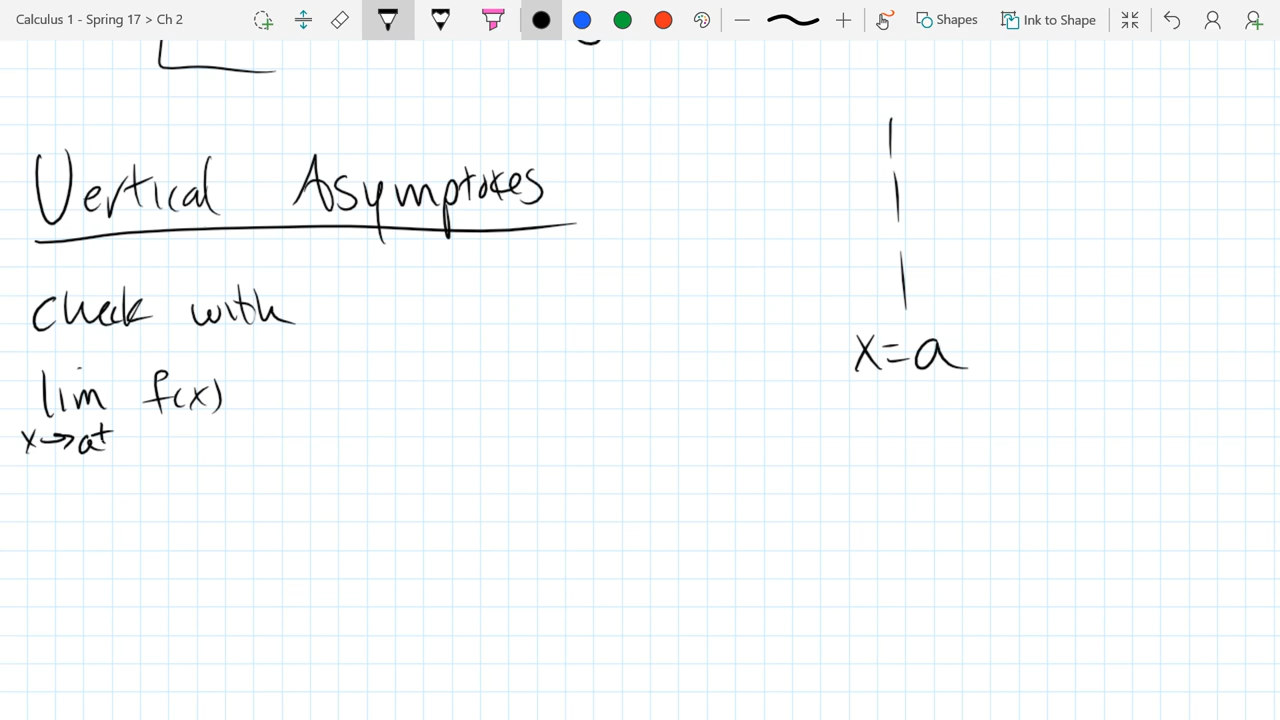 Calculus 1 - Spring 17 > Ch 2
Shapes
Ink to Shape
Vertical Asymptotes
check with
lim f(x)
x→a⁺
x=a